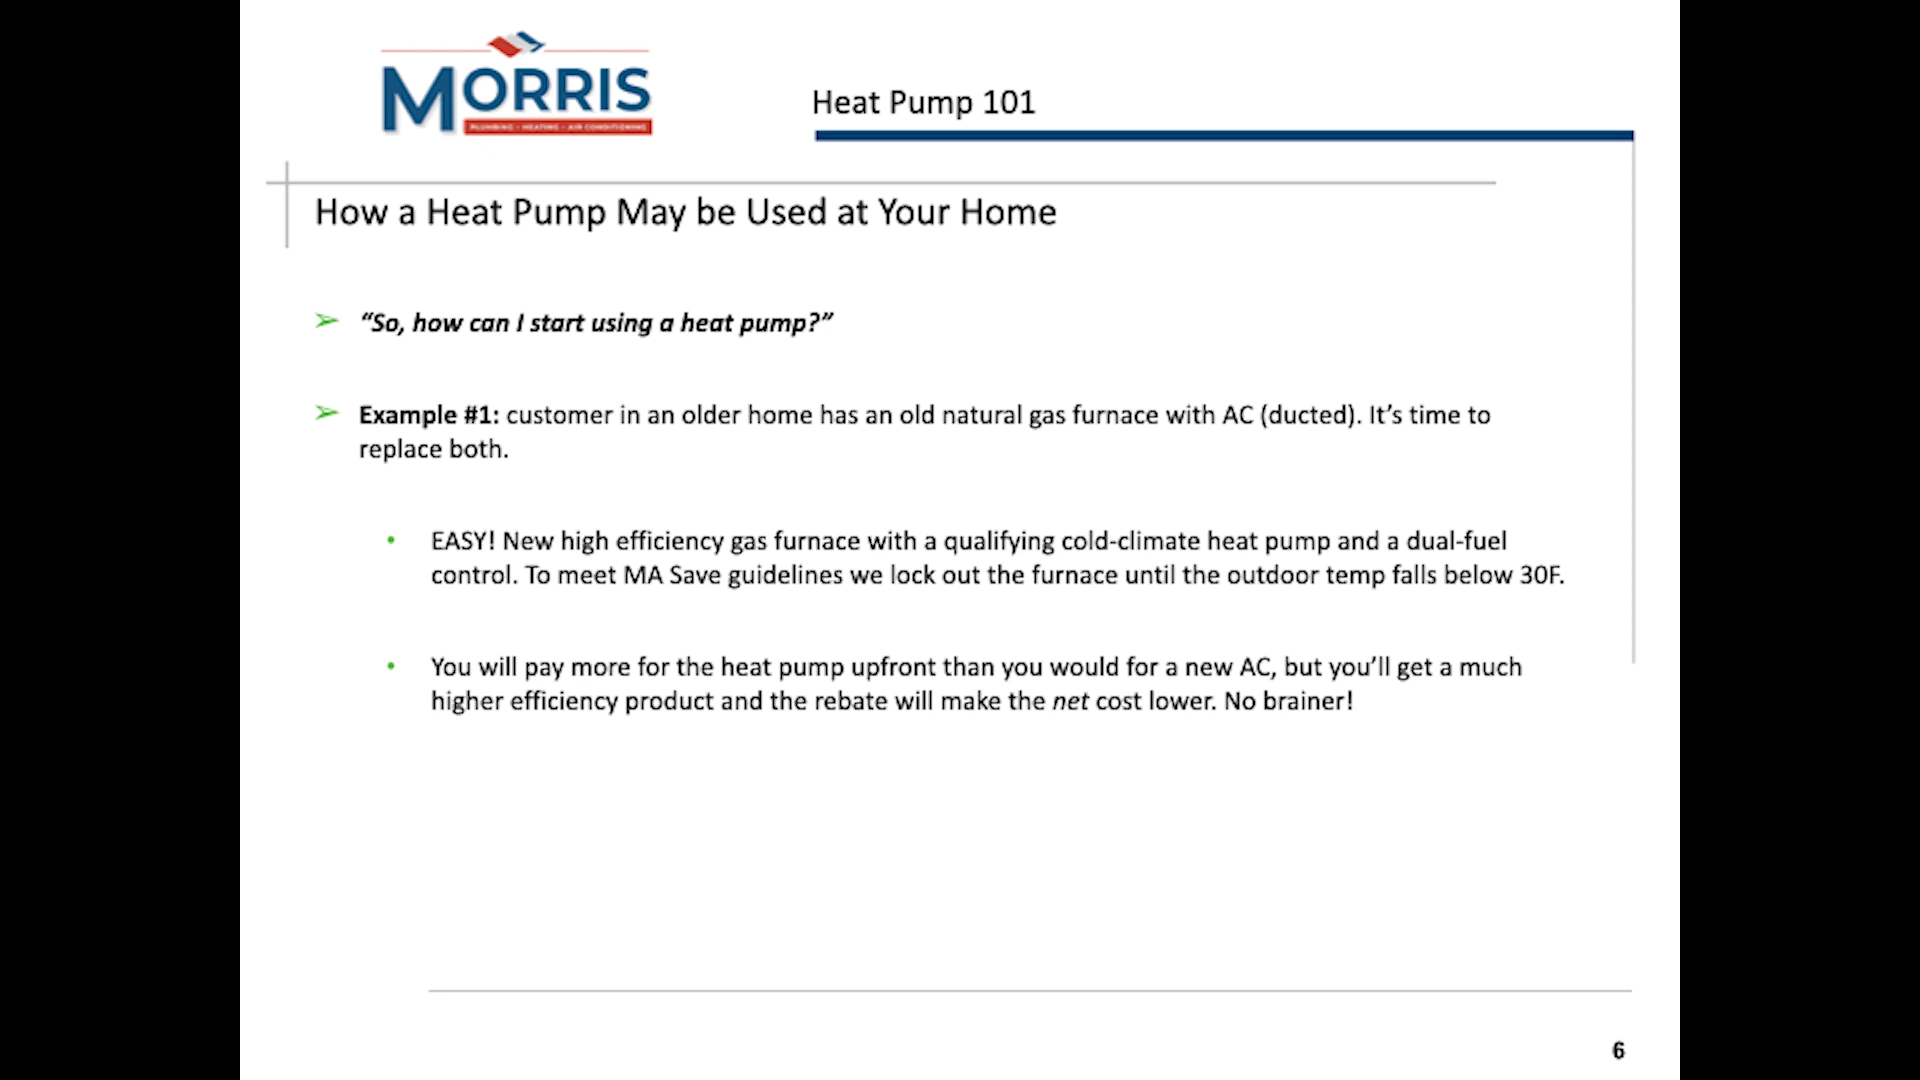 MORRIS
PLUMBING • HEATING • AIR CONDITIONING
Heat Pump 101
How a Heat Pump May be Used at Your Home
➢ “So, how can I start using a heat pump?”
➢ Example #1: customer in an older home has an old natural gas furnace with AC (ducted). It’s time to
replace both.
• EASY! New high efficiency gas furnace with a qualifying cold-climate heat pump and a dual-fuel
control. To meet MA Save guidelines we lock out the furnace until the outdoor temp falls below 30F.
• You will pay more for the heat pump upfront than you would for a new AC, but you’ll get a much
higher efficiency product and the rebate will make the net cost lower. No brainer!
6